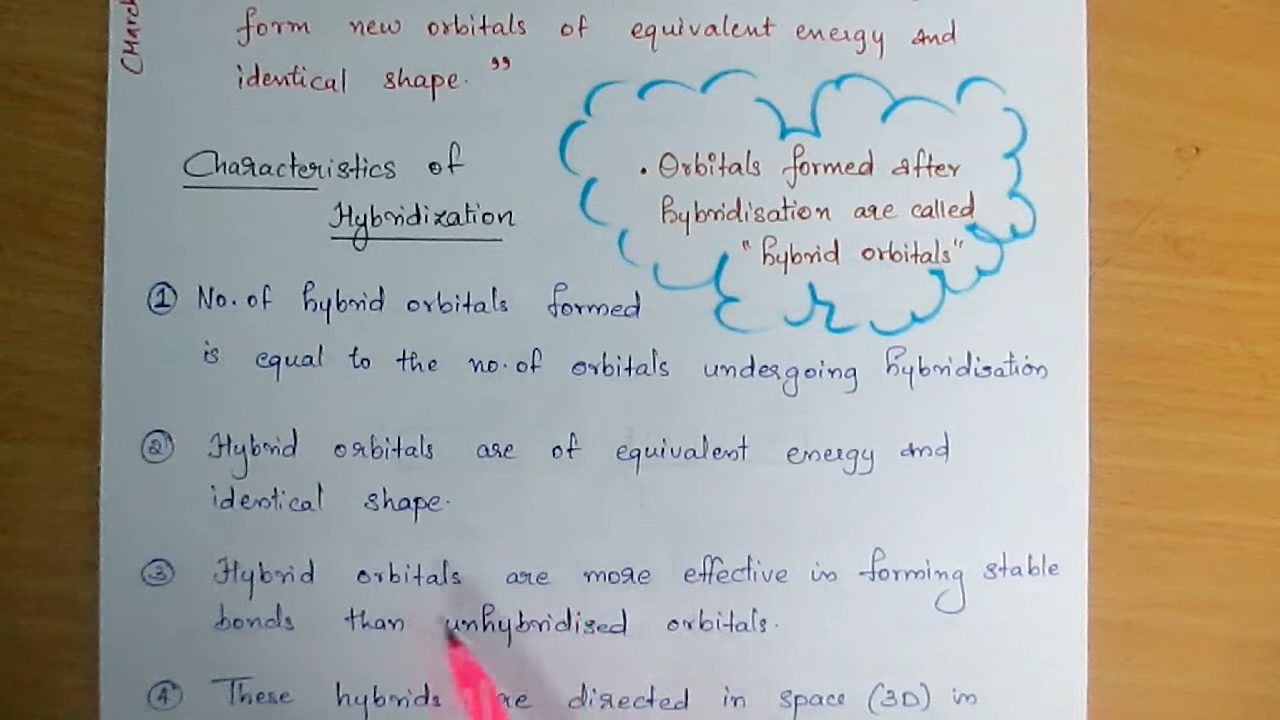 (March
form new orbitals of equivalent energy and
identical shape. ”
Characteristics of
Hybridization
. Orbitals formed after
hybridisation are called
"hybrid orbitals"
① No. of hybrid orbitals formed
is equal to the no. of orbitals undergoing hybridisation
② Hybrid orbitals are of equivalent energy and
identical shape.
③ Hybrid orbitals are more effective in forming stable
bonds than unhybridised orbitals.
④ These hybrids are directed in space (3D) in